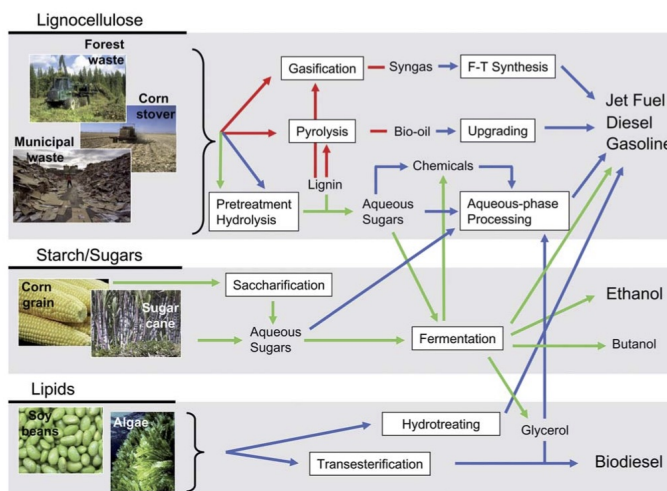 Lignocellulose
Forest
waste
Corn
stover
Municipal
waste
Gasification
Syngas
F-T Synthesis
Jet Fuel
Diesel
Gasoline
Pyrolysis
Bio-oil
Upgrading
Chemicals
Lignin
Pretreatment
Hydrolysis
Aqueous
Sugars
Aqueous-phase
Processing
Starch/Sugars
Corn
grain
Sugar
cane
Saccharification
Aqueous
Sugars
Fermentation
Ethanol
Butanol
Lipids
Soy
beans
Algae
Hydrotreating
Glycerol
Transesterification
Biodiesel